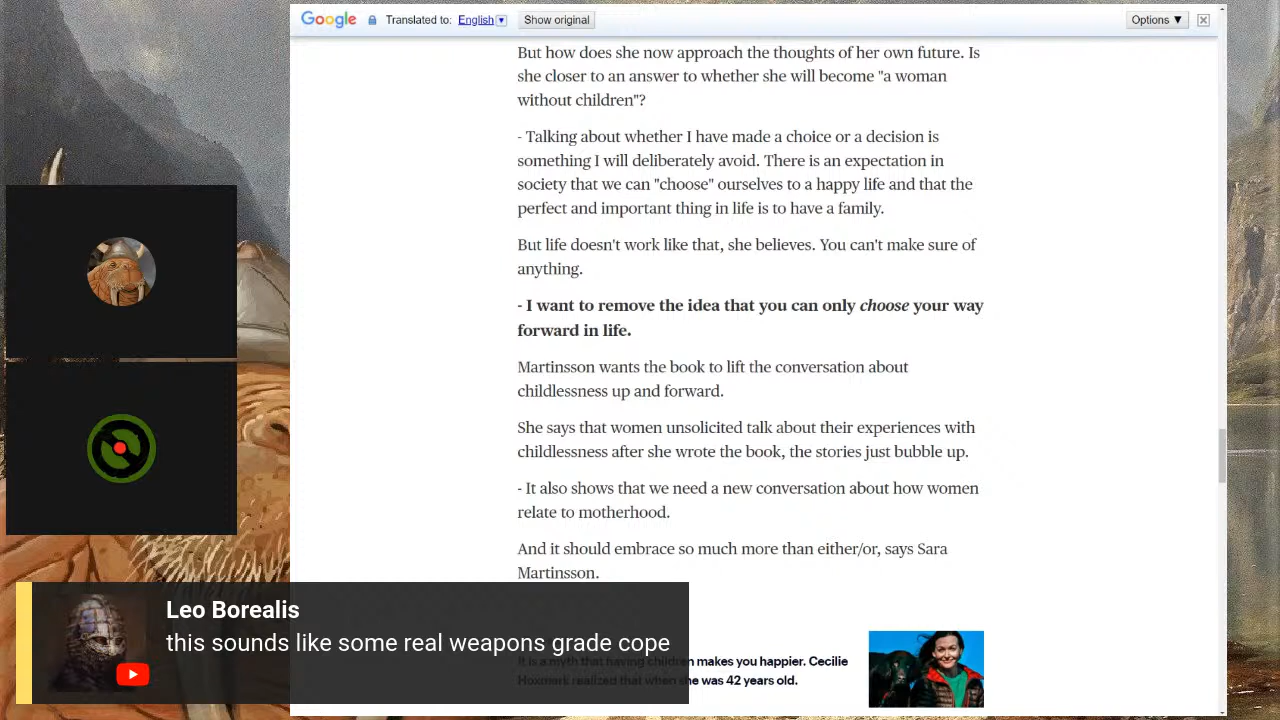 Google Translated to: English ▼ Show original Options ▼
But how does she now approach the thoughts of her own future. Is
she closer to an answer to whether she will become "a woman
without children"?
- Talking about whether I have made a choice or a decision is
something I will deliberately avoid. There is an expectation in
society that we can "choose" ourselves to a happy life and that the
perfect and important thing in life is to have a family.
But life doesn't work like that, she believes. You can't make sure of
anything.
- I want to remove the idea that you can only choose your way
forward in life.
Martinsson wants the book to lift the conversation about
childlessness up and forward.
She says that women unsolicited talk about their experiences with
childlessness after she wrote the book, the stories just bubble up.
- It also shows that we need a new conversation about how women
relate to motherhood.
And it should embrace so much more than either/or, says Sara
Martinsson.
Leo Borealis
this sounds like some real weapons grade cope
It is a myth that having children makes you happier. Cecilie
realized that when she was 42 years old.